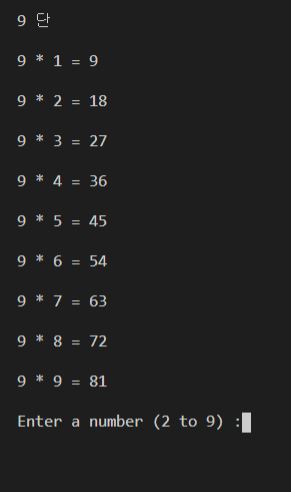 9 단
9 * 1 = 9
9 * 2 = 18
9 * 3 = 27
9 * 4 = 36
9 * 5 = 45
9 * 6 = 54
9 * 7 = 63
9 * 8 = 72
9 * 9 = 81
Enter a number (2 to 9) :